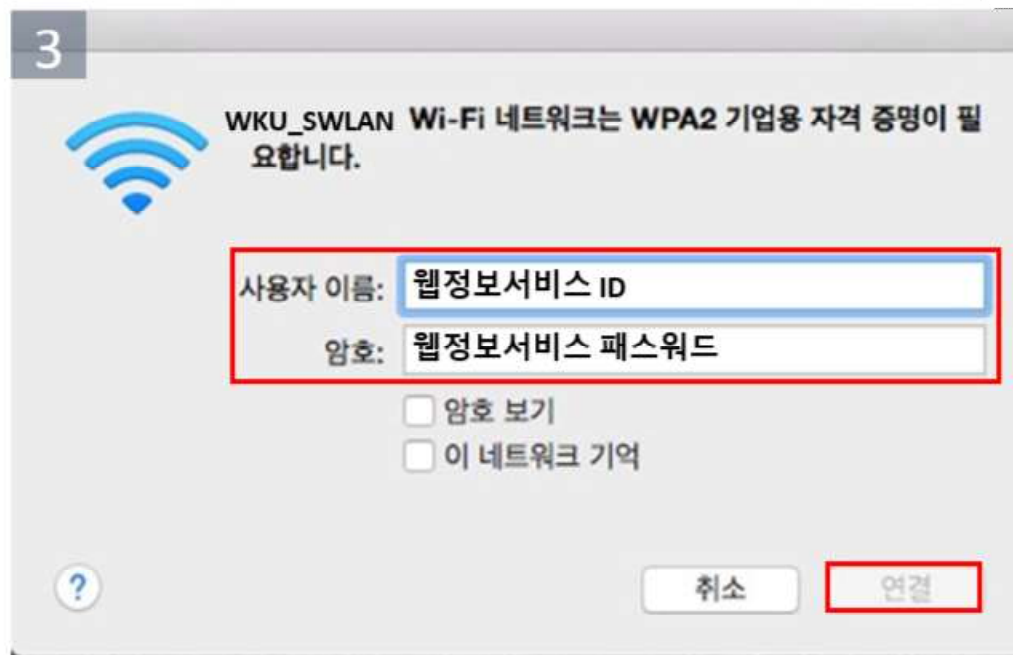 3
WKU_SWLAN Wi-Fi 네트워크는 WPA2 기업용 자격 증명이 필
요합니다.
사용자 이름: 웹정보서비스 ID
암호: 웹정보서비스 패스워드
암호 보기
이 네트워크 기억
? 취소 연결